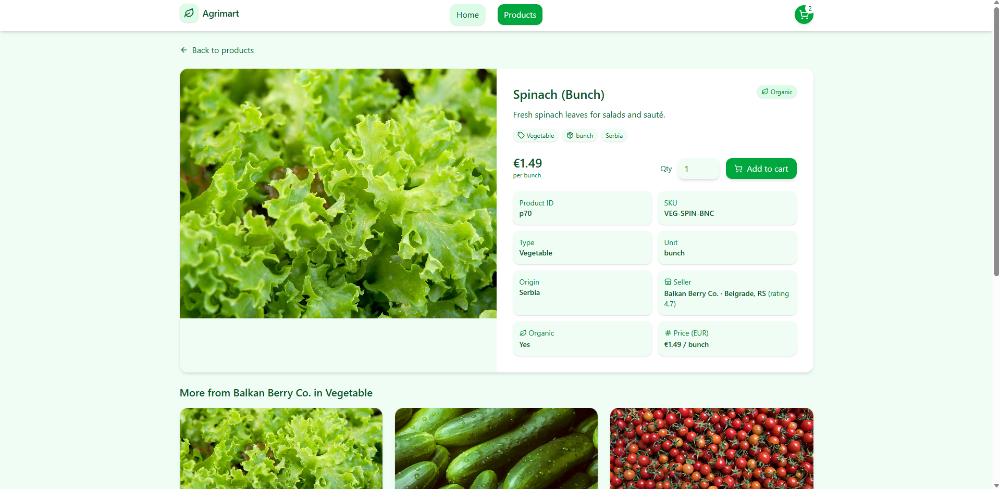 Agrimart
Home
Products
2
Back to products
Spinach (Bunch)
Organic
Fresh spinach leaves for salads and sauté.
Vegetable
bunch
Serbia
€1.49
per bunch
Qty
1
Add to cart
Product ID
p70
SKU
VEG-SPIN-BNC
Type
Vegetable
Unit
bunch
Origin
Serbia
Seller
Balkan Berry Co. · Belgrade, RS (rating
4.7)
Organic
Yes
Price (EUR)
€1.49 / bunch
More from Balkan Berry Co. in Vegetable